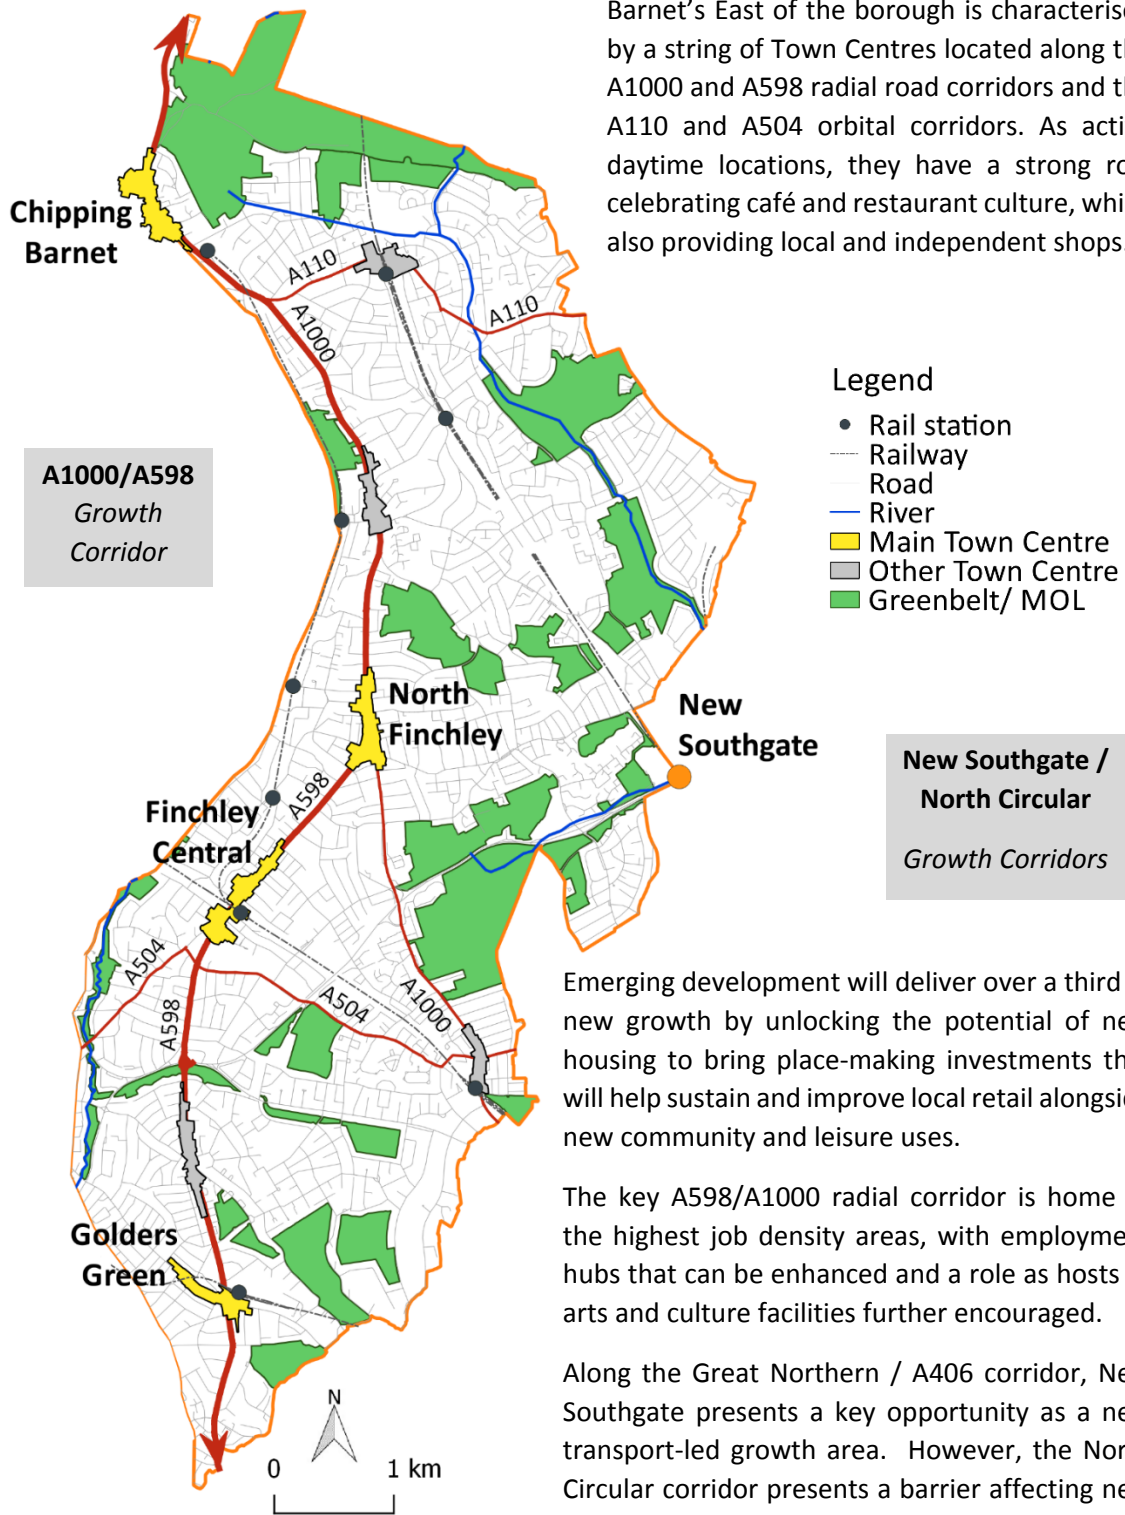 Barnet's East of the borough is characterise
by a string of Town Centres located along th
A1000 and A598 radial road corridors and th
A110 and A504 orbital corridors. As acti
daytime locations, they have a strong ro
celebrating café and restaurant culture, whi
also providing local and independent shops.
Chipping
Barnet
A110
A110
A1000
Legend
Rail station
Railway
Road
River
Main Town Centre
Other Town Centre
Greenbelt/ MOL
A1000/A598
Growth
Corridor
North
Finchley
New
Southgate
New Southgate /
North Circular
Growth Corridors
A598
Finchley
Central
A504
A598
A504
A1000
Golders
Green
N
0 1 km
Emerging development will deliver over a third
new growth by unlocking the potential of ne
housing to bring place-making investments th
will help sustain and improve local retail alongsid
new community and leisure uses.
The key A598/A1000 radial corridor is home
the highest job density areas, with employme
hubs that can be enhanced and a role as hosts
arts and culture facilities further encouraged.
Along the Great Northern / A406 corridor, Ne
Southgate presents a key opportunity as a ne
transport-led growth area. However, the Nor
Circular corridor presents a barrier affecting ne